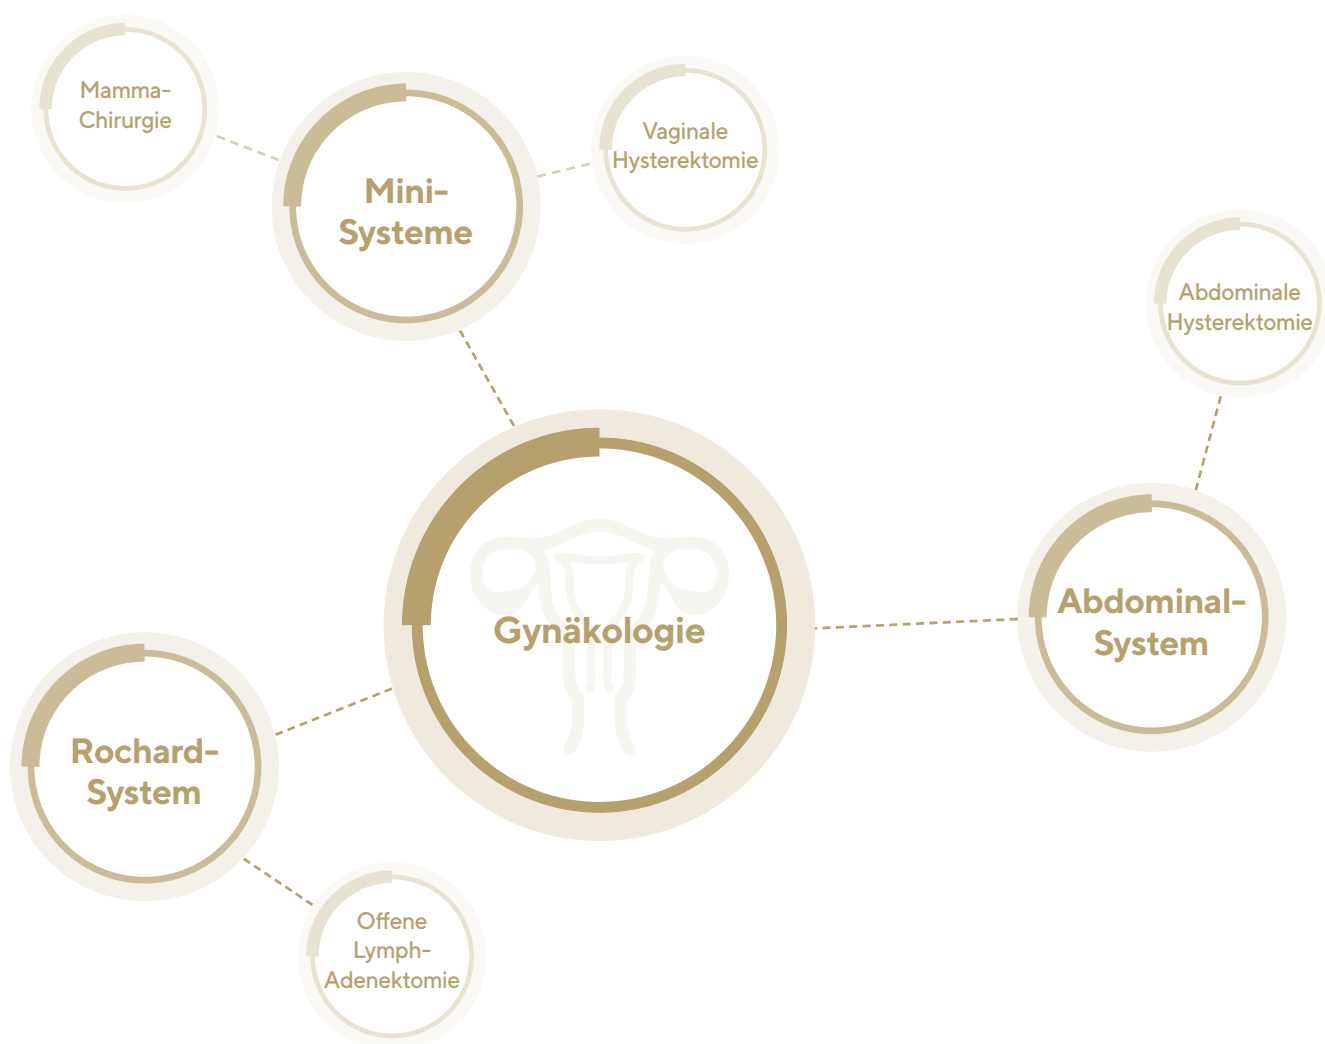 Mamma-
Chirurgie
Mini-
Systeme
Vaginale
Hysterektomie
Abdominale
Hysterektomie
Gynäkologie
Abdominal-
System
Rochard-
System
Offene
Lymph-
Adenektomie